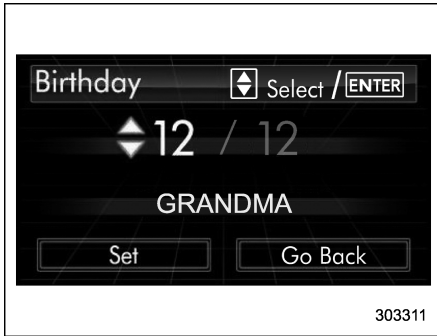 Birthday Select / ENTER
12 / 12
GRANDMA
Set Go Back
303311